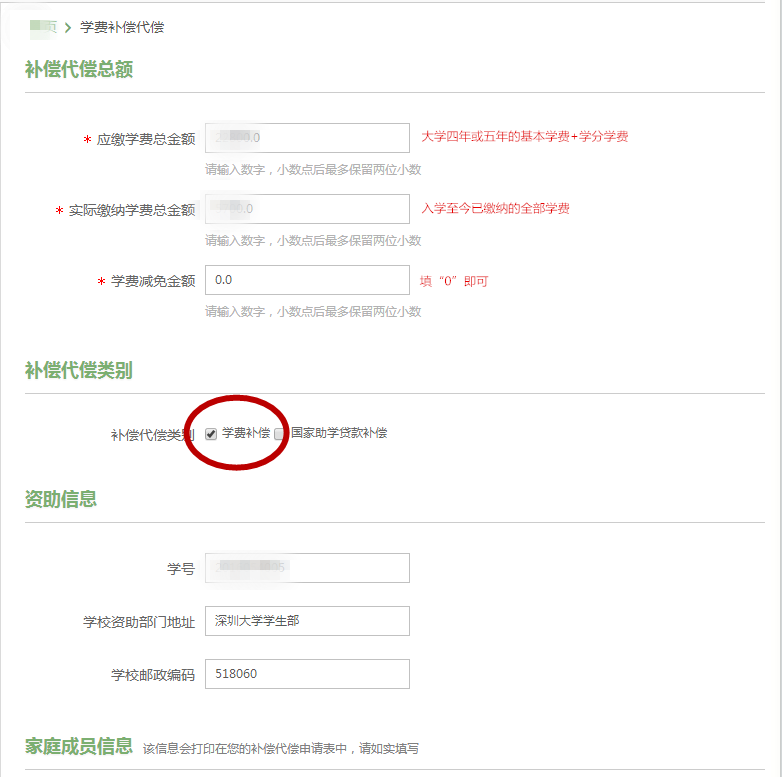 页 > 学费补偿代偿
补偿代偿总额
* 应缴学费总金额 .0 大学四年或五年的基本学费+学分学费
请输入数字，小数点后最多保留两位小数
* 实际缴纳学费总金额 .0 入学至今已缴纳的全部学费
请输入数字，小数点后最多保留两位小数
* 学费减免金额 0.0 填“0”即可
请输入数字，小数点后最多保留两位小数
补偿代偿类别
补偿代偿类别 学费补偿 国家助学贷款补偿
资助信息
学号
学校资助部门地址 深圳大学学生部
学校邮政编码 518060
家庭成员信息 该信息会打印在您的补偿代偿申请表中，请如实填写